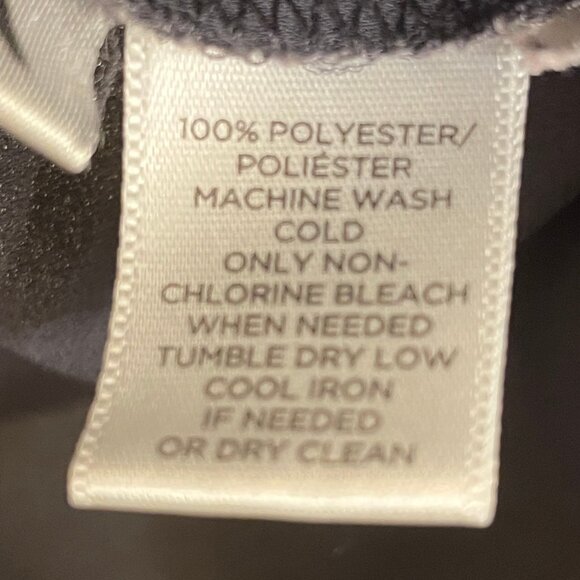 100% POLYESTER/
POLIÉSTER
MACHINE WASH
COLD
ONLY NON-
CHLORINE BLEACH
WHEN NEEDED
TUMBLE DRY LOW
COOL IRON
IF NEEDED
OR DRY CLEAN